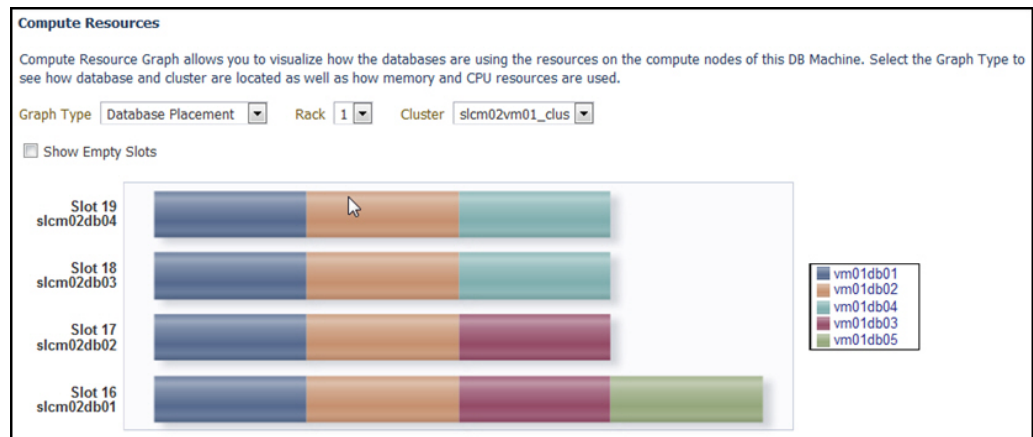 Compute Resources
Compute Resource Graph allows you to visualize how the databases are using the resources on the compute nodes of this DB Machine. Select the Graph Type to
see how database and cluster are located as well as how memory and CPU resources are used.
Graph Type Database Placement Rack 1 Cluster slcm02vm01_clus
Show Empty Slots
Slot 19
slcm02db04
Slot 18
slcm02db03
Slot 17
slcm02db02
Slot 16
slcm02db01
vm01db01
vm01db02
vm01db04
vm01db03
vm01db05